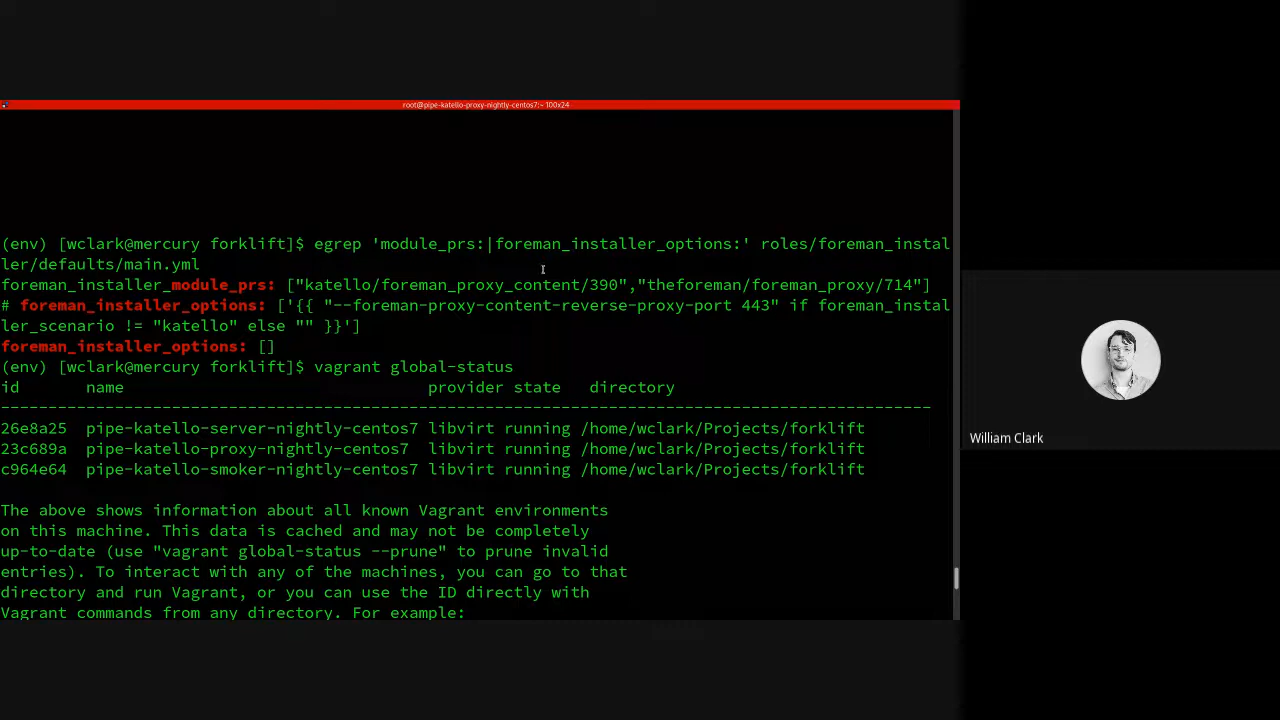 root@pipe-katello-proxy-nightly-centos7:~ 100x24
(env) [wclark@mercury forklift]$ egrep 'module_prs:|foreman_installer_options:' roles/foreman_instal
ler/defaults/main.yml
foreman_installer_module_prs: ["katello/foreman_proxy_content/390","theforeman/foreman_proxy/714"]
# foreman_installer_options: ['{{ "--foreman-proxy-content-reverse-proxy-port 443" if foreman_instal
ler_scenario != "katello" else "" }}']
foreman_installer_options: []
(env) [wclark@mercury forklift]$ vagrant global-status
id       name                                provider state   directory
----------------------------------------------------------------------------------------
26e8a25  pipe-katello-server-nightly-centos7 libvirt running /home/wclark/Projects/forklift
23c689a  pipe-katello-proxy-nightly-centos7  libvirt running /home/wclark/Projects/forklift
c964e64  pipe-katello-smoker-nightly-centos7 libvirt running /home/wclark/Projects/forklift
The above shows information about all known Vagrant environments
on this machine. This data is cached and may not be completely
up-to-date (use "vagrant global-status --prune" to prune invalid
entries). To interact with any of the machines, you can go to that
directory and run Vagrant, or you can use the ID directly with
Vagrant commands from any directory. For example:
William Clark